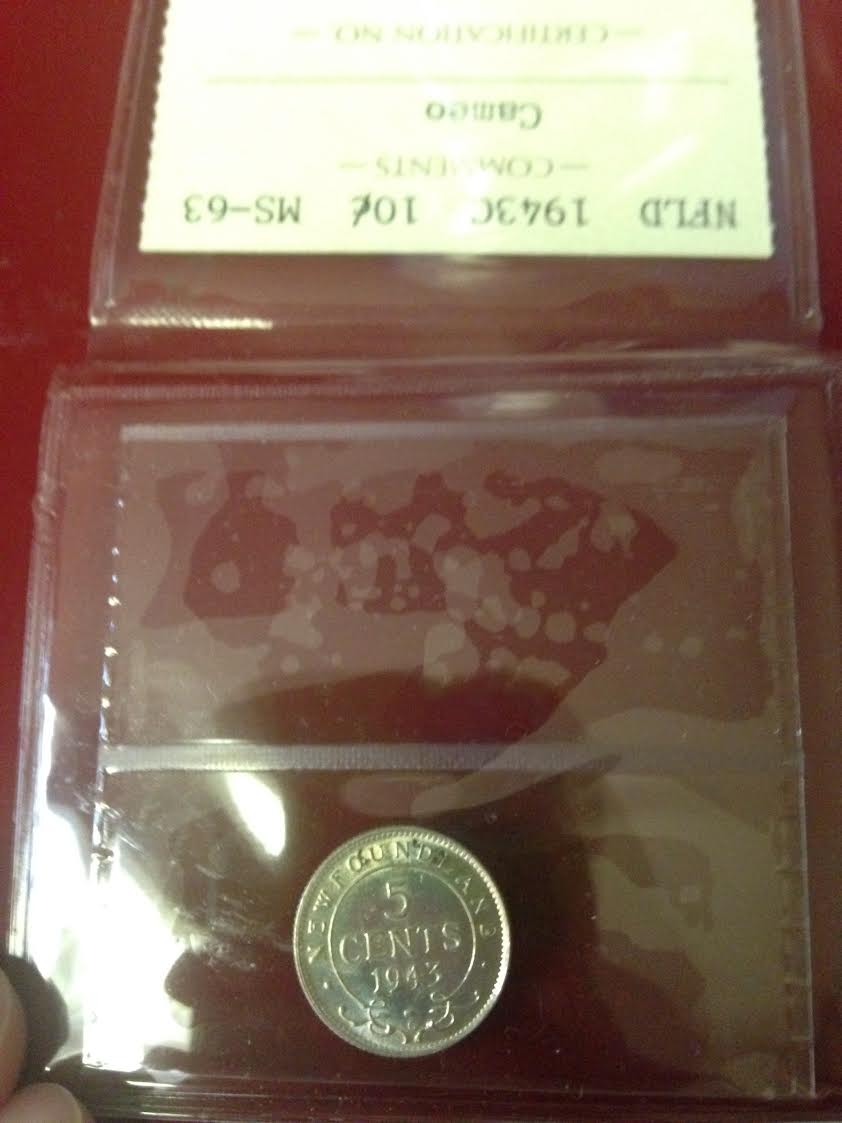 NFLD 1943C 10¢ MS-63
— COMMENTS —
Cameo
— CERTIFICATION NO. —
NEWFOUNDLAND
5
CENTS
1943
C